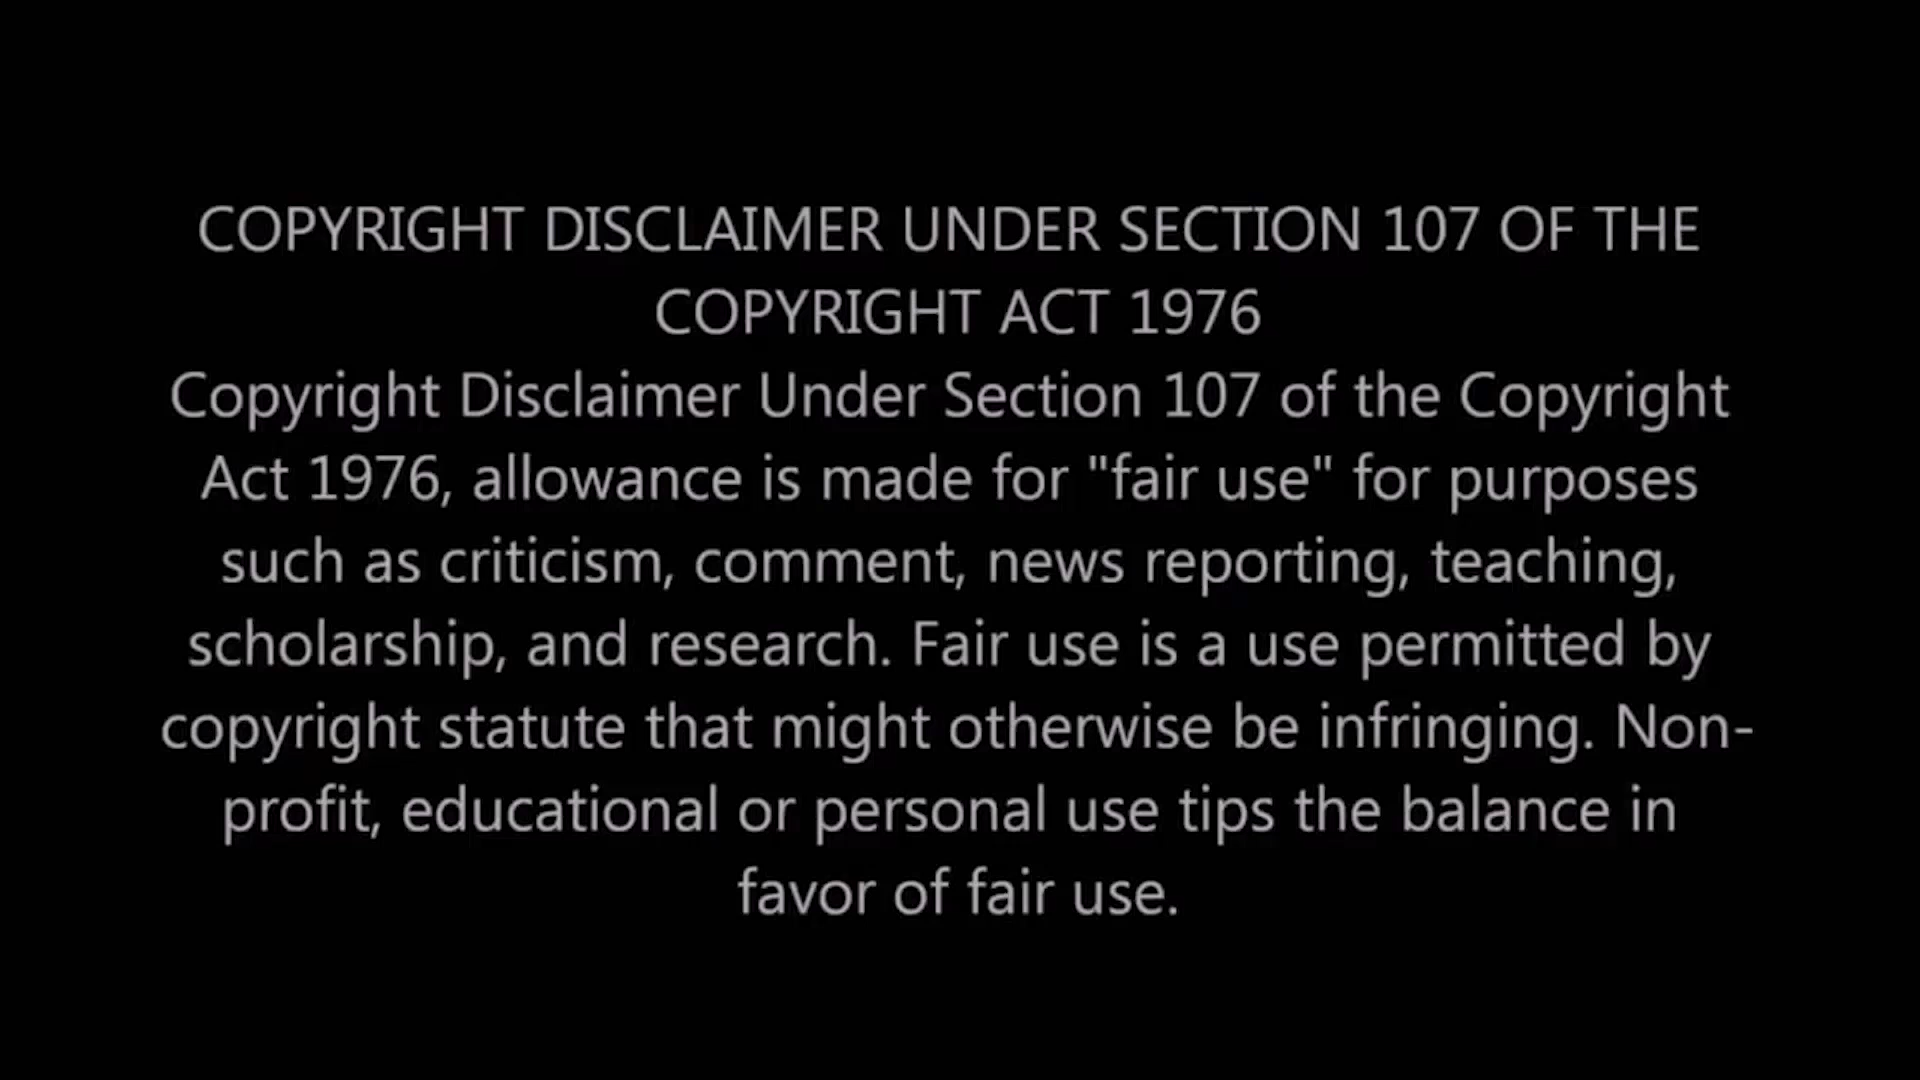 COPYRIGHT DISCLAIMER UNDER SECTION 107 OF THE
COPYRIGHT ACT 1976
Copyright Disclaimer Under Section 107 of the Copyright
Act 1976, allowance is made for "fair use" for purposes
such as criticism, comment, news reporting, teaching,
scholarship, and research. Fair use is a use permitted by
copyright statute that might otherwise be infringing. Non-
profit, educational or personal use tips the balance in
favor of fair use.